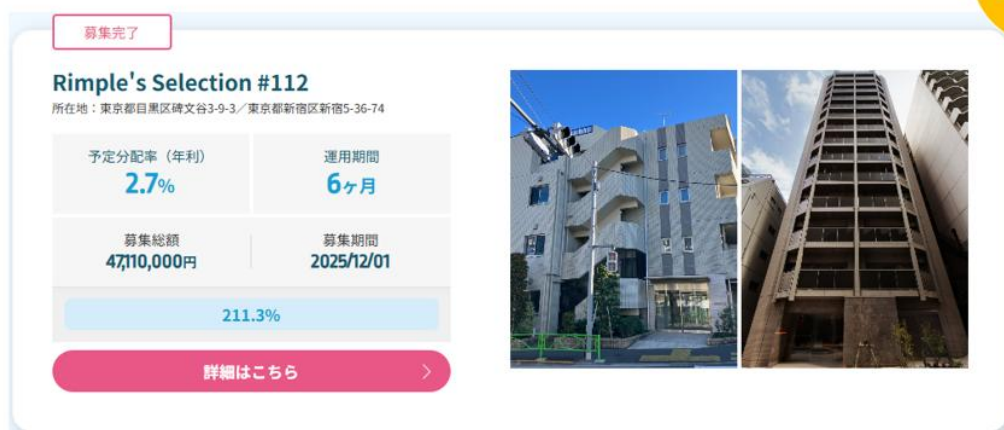 募集完了
Rimple's Selection #112
所在地：東京都目黒区碑文谷3-9-3／東京都新宿区新宿5-36-74
予定分配率（年利）
2.7%
運用期間
6ヶ月
募集総額
47,110,000円
募集期間
2025/12/01
211.3%
詳細はこちら